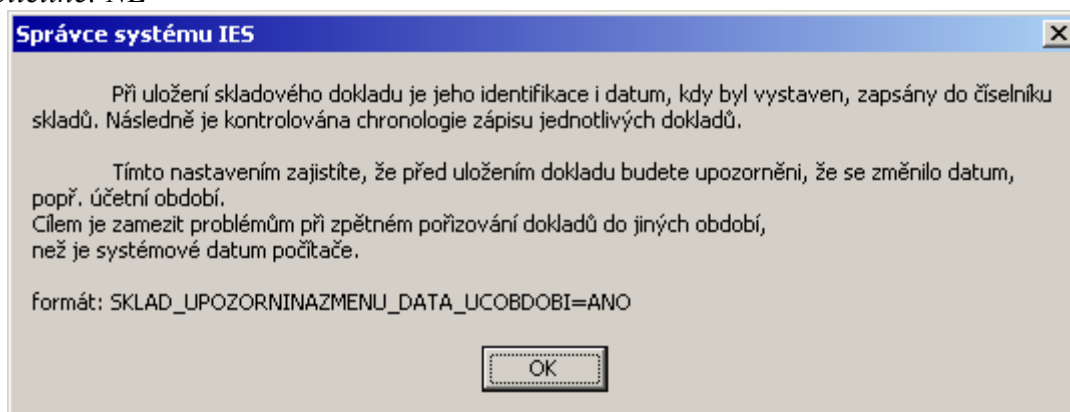 Správce systému IES
Při uložení skladového dokladu je jeho identifikace i datum, kdy byl vystaven, zapsány do číselníku
skladů. Následně je kontrolována chronologie zápisu jednotlivých dokladů.
Tímto nastavením zajistíte, že před uložením dokladu budete upozorněni, že se změnilo datum,
popř. účetní období.
Cílem je zamezit problémům při zpětném pořizování dokladů do jiných období,
než je systémové datum počítače.
formát: SKLAD_UPOZORNINAZMENU_DATA_UCOBDOBI=ANO
OK